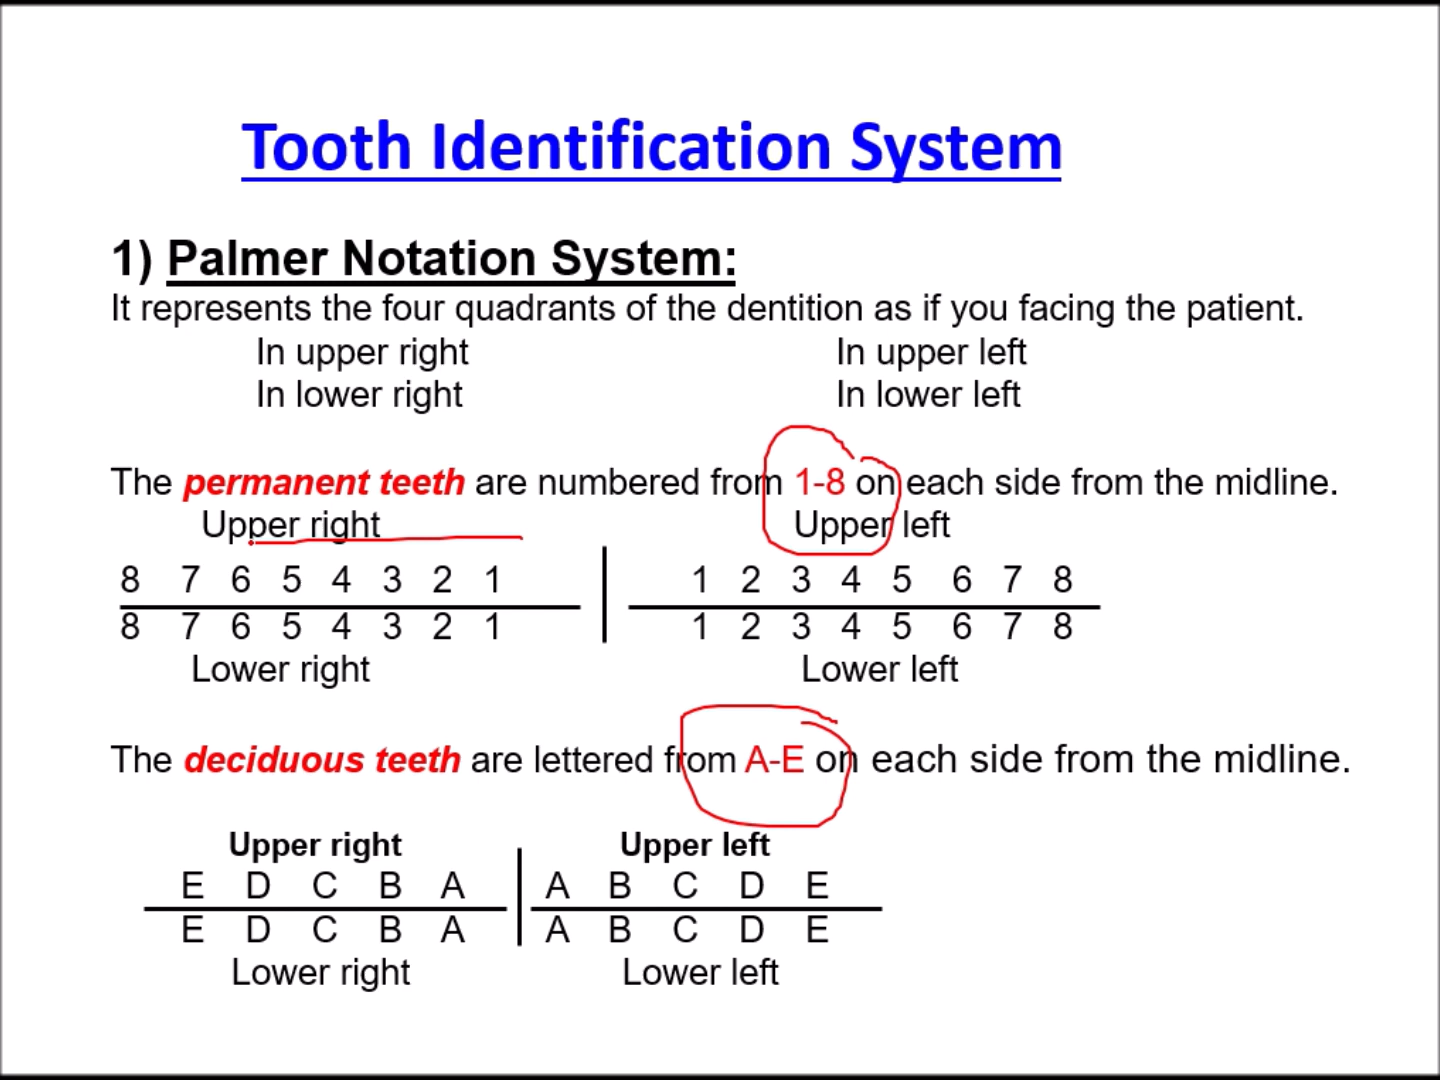 Tooth Identification System
1) Palmer Notation System:
It represents the four quadrants of the dentition as if you facing the patient.
In upper right In upper left
In lower right In lower left
The permanent teeth are numbered from 1-8 on each side from the midline.
Upper right Upper left
8 7 6 5 4 3 2 1 1 2 3 4 5 6 7 8
8 7 6 5 4 3 2 1 1 2 3 4 5 6 7 8
Lower right Lower left
The deciduous teeth are lettered from A-E on each side from the midline.
Upper right Upper left
E D C B A A B C D E
E D C B A A B C D E
Lower right Lower left